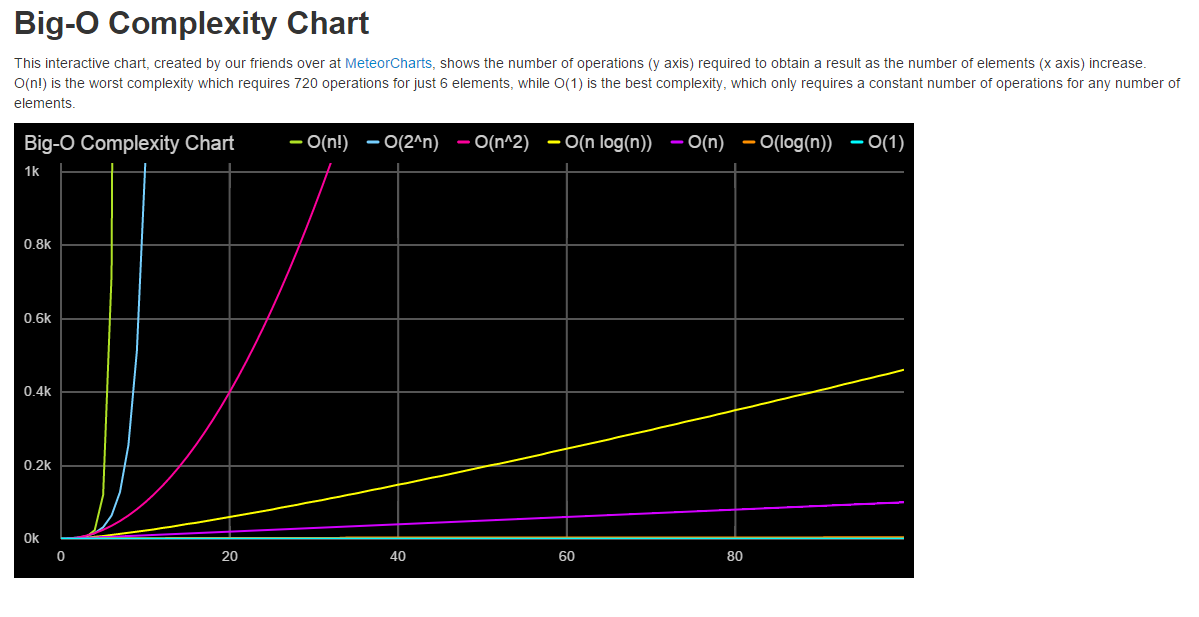 Big-O Complexity Chart
This interactive chart, created by our friends over at MeteorCharts, shows the number of operations (y axis) required to obtain a result as the number of elements (x axis) increase.
O(n!) is the worst complexity which requires 720 operations for just 6 elements, while O(1) is the best complexity, which only requires a constant number of operations for any number of
elements.
Big-O Complexity Chart O(n!) O(2^n) O(n^2) O(n log(n)) O(n) O(log(n)) O(1)
1k
0.8k
0.6k
0.4k
0.2k
0k
0 20 40 60 80